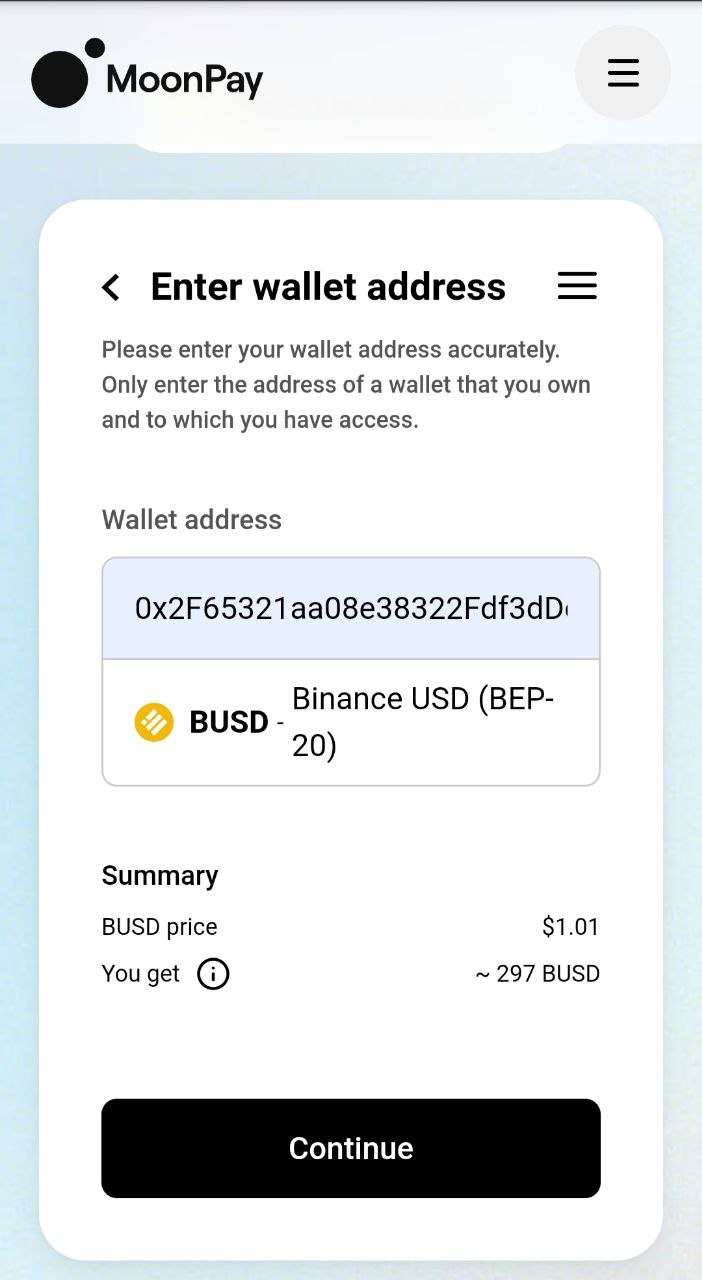 MoonPay
Enter wallet address
Please enter your wallet address accurately.
Only enter the address of a wallet that you own
and to which you have access.
Wallet address
0x2F65321aa08e38322Fdf3dD
BUSD - Binance USD (BEP-
20)
Summary
BUSD price $1.01
You get ~ 297 BUSD
Continue